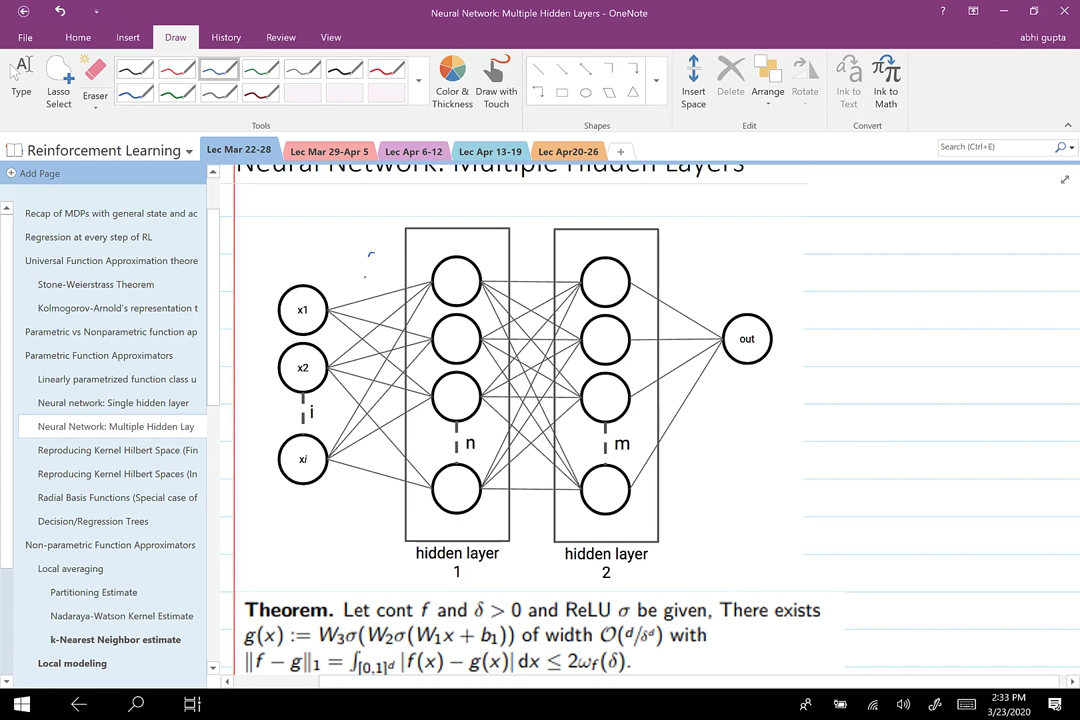 Neural Network: Multiple Hidden Layers - OneNote
?
File
Home
Insert
Draw
History
Review
View
abhi gupta
Type
Lasso Select
Eraser
Color & Thickness
Draw with Touch
Insert Space
Delete
Arrange
Rotate
Ink to Text
Ink to Math
Tools
Shapes
Edit
Convert
Reinforcement Learning
Lec Mar 22-28
Lec Mar 29-Apr 5
Lec Apr 6-12
Lec Apr 13-19
Lec Apr20-26
+
Search (Ctrl+E)
Add Page
Neural Network: Multiple Hidden Layers
Recap of MDPs with general state and ac
Regression at every step of RL
Universal Function Approximation theore
Stone-Weierstrass Theorem
Kolmogorov-Arnold's representation t
Parametric vs Nonparametric function ap
Parametric Function Approximators
Linearly parametrized function class u
Neural network: Single hidden layer
Neural Network: Multiple Hidden Lay
Reproducing Kernel Hilbert Space (Fin
Reproducing Kernel Hilbert Spaces (In
Radial Basis Functions (Special case of
Decision/Regression Trees
Non-parametric Function Approximators
Local averaging
Partitioning Estimate
Nadaraya-Watson Kernel Estimate
k-Nearest Neighbor estimate
Local modeling
x1
x2
i
xi
n
m
out
hidden layer
1
hidden layer
2
Theorem. Let cont f and δ > 0 and ReLU σ be given, There exists
g(x) := W₃σ(W₂σ(W₁x + b₁)) of width O(d/δᵈ) with
‖f − g‖₁ = ∫[0,1]ᵈ |f(x) − g(x)| dx ≤ 2ω_f(δ).
2:33 PM
3/23/2020